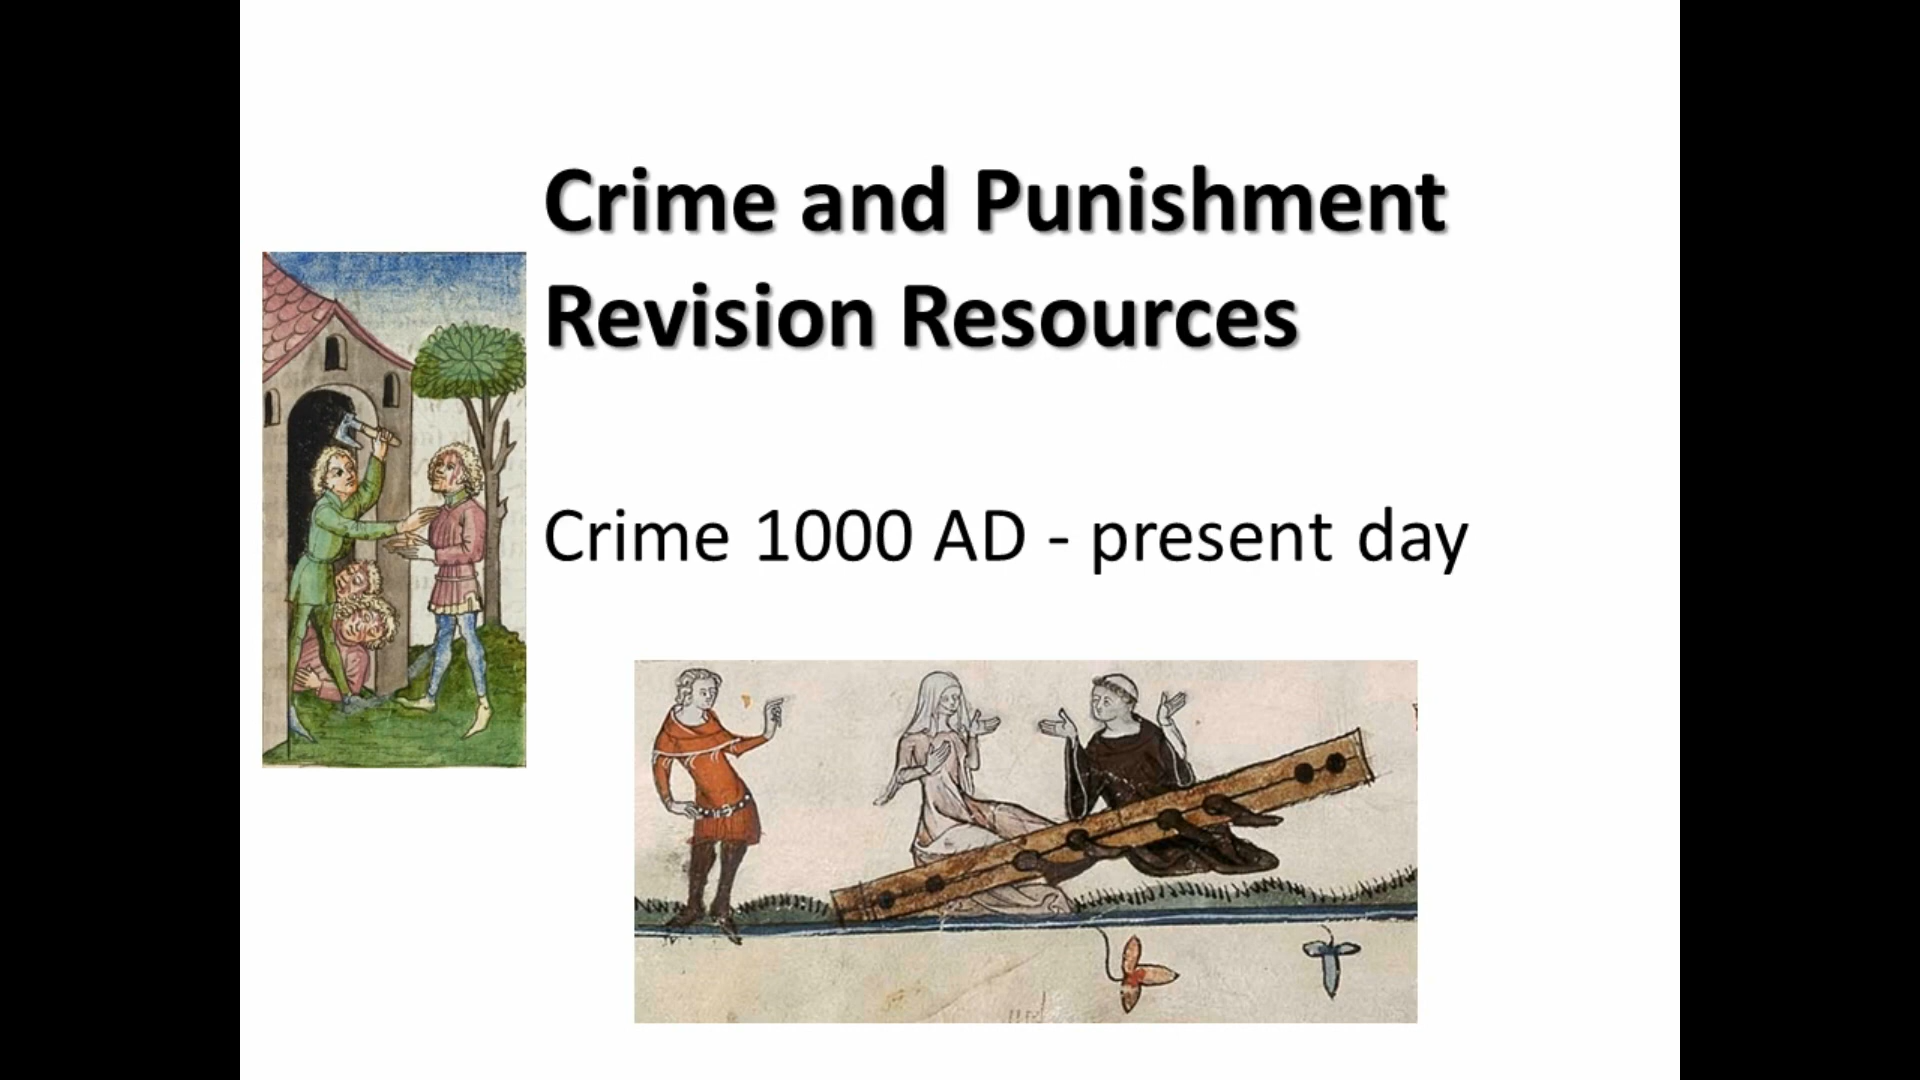 Crime and Punishment
Revision Resources
Crime 1000 AD - present day